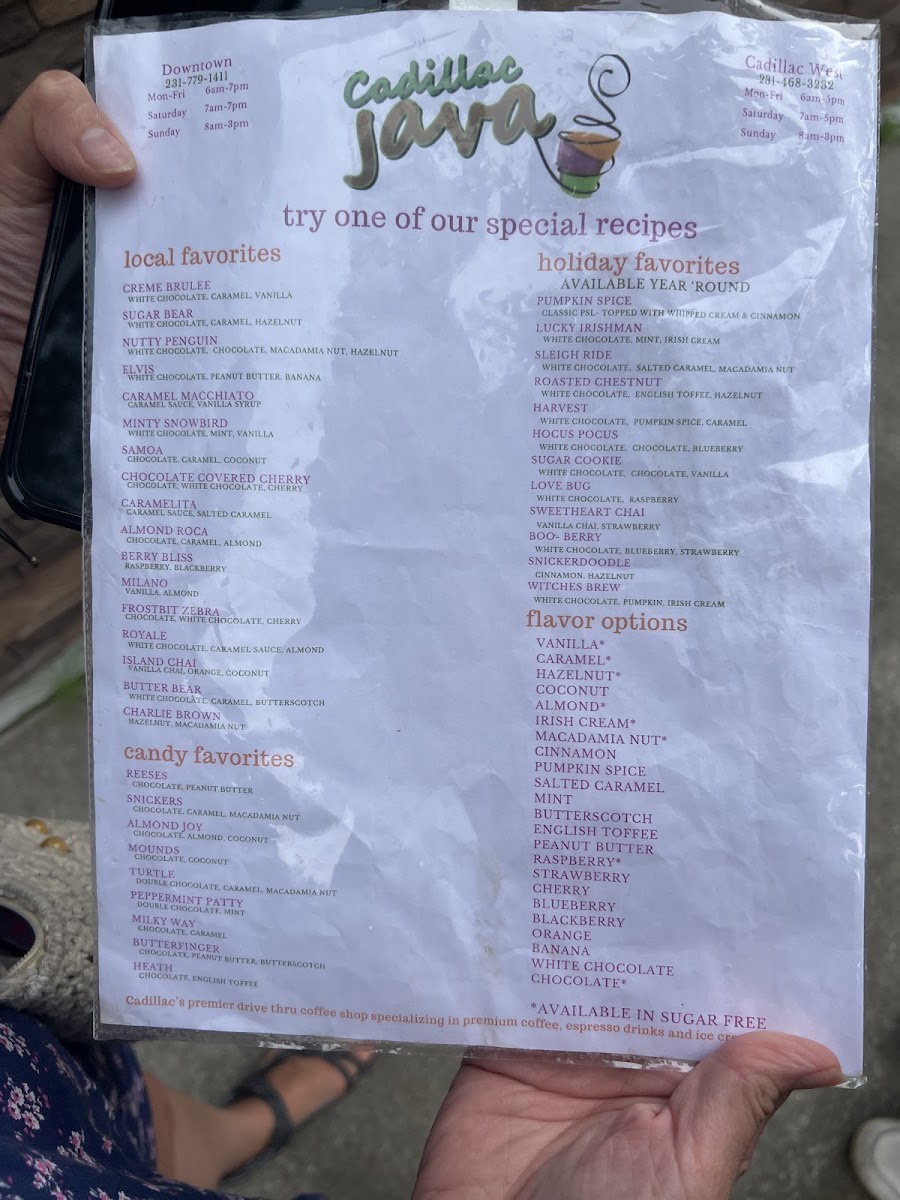 Downtown
231-779-1411
Mon-Fri 6am-7pm
Saturday 7am-7pm
Sunday 8am-3pm
Cadillac
java
Cadillac West
231-468-3232
Mon-Fri 6am-5pm
Saturday 7am-5pm
Sunday 8am-3pm
try one of our special recipes
local favorites
CREME BRULEE
WHITE CHOCOLATE, CARAMEL, VANILLA
SUGAR BEAR
WHITE CHOCOLATE, CARAMEL, HAZELNUT
NUTTY PENGUIN
WHITE CHOCOLATE, CHOCOLATE, MACADAMIA NUT, HAZELNUT
ELVIS
WHITE CHOCOLATE, PEANUT BUTTER, BANANA
CARAMEL MACCHIATO
CARAMEL SAUCE, VANILLA SYRUP
MINTY SNOWBIRD
WHITE CHOCOLATE, MINT, VANILLA
SAMOA
CHOCOLATE, CARAMEL, COCONUT
CHOCOLATE COVERED CHERRY
CHOCOLATE, WHITE CHOCOLATE, CHERRY
CARAMELITA
CARAMEL SAUCE, SALTED CARAMEL
ALMOND ROCA
CHOCOLATE, CARAMEL, ALMOND
BERRY BLISS
RASPBERRY, BLACKBERRY
MILANO
VANILLA, ALMOND
FROSTBIT ZEBRA
CHOCOLATE, WHITE CHOCOLATE, CHERRY
ROYALE
WHITE CHOCOLATE, CARAMEL SAUCE, ALMOND
ISLAND CHAI
VANILLA CHAI, ORANGE, COCONUT
BUTTER BEAR
WHITE CHOCOLATE, CARAMEL, BUTTERSCOTCH
CHARLIE BROWN
HAZELNUT, MACADAMIA NUT
candy favorites
REESES
CHOCOLATE, PEANUT BUTTER
SNICKERS
CHOCOLATE, CARAMEL, MACADAMIA NUT
ALMOND JOY
CHOCOLATE, ALMOND, COCONUT
MOUNDS
CHOCOLATE, COCONUT
TURTLE
DOUBLE CHOCOLATE, CARAMEL, MACADAMIA NUT
PEPPERMINT PATTY
DOUBLE CHOCOLATE, MINT
MILKY WAY
CHOCOLATE, CARAMEL
BUTTERFINGER
CHOCOLATE, PEANUT BUTTER, BUTTERSCOTCH
HEATH
CHOCOLATE, ENGLISH TOFFEE
holiday favorites
AVAILABLE YEAR 'ROUND
PUMPKIN SPICE
CLASSIC PSL- TOPPED WITH WHIPPED CREAM & CINNAMON
LUCKY IRISHMAN
WHITE CHOCOLATE, MINT, IRISH CREAM
SLEIGH RIDE
WHITE CHOCOLATE, SALTED CARAMEL, MACADAMIA NUT
ROASTED CHESTNUT
WHITE CHOCOLATE, ENGLISH TOFFEE, HAZELNUT
HARVEST
WHITE CHOCOLATE, PUMPKIN SPICE, CARAMEL
HOCUS POCUS
WHITE CHOCOLATE, CHOCOLATE, BLUEBERRY
SUGAR COOKIE
WHITE CHOCOLATE, CHOCOLATE, VANILLA
LOVE BUG
WHITE CHOCOLATE, RASPBERRY
SWEETHEART CHAI
VANILLA CHAI, STRAWBERRY
BOO- BERRY
WHITE CHOCOLATE, BLUEBERRY, STRAWBERRY
SNICKERDOODLE
CINNAMON, HAZELNUT
WITCHES BREW
WHITE CHOCOLATE, PUMPKIN, IRISH CREAM
flavor options
VANILLA*
CARAMEL*
HAZELNUT*
COCONUT
ALMOND*
IRISH CREAM*
MACADAMIA NUT*
CINNAMON
PUMPKIN SPICE
SALTED CARAMEL
MINT
BUTTERSCOTCH
ENGLISH TOFFEE
PEANUT BUTTER
RASPBERRY*
STRAWBERRY
CHERRY
BLUEBERRY
BLACKBERRY
ORANGE
BANANA
WHITE CHOCOLATE
CHOCOLATE*
*AVAILABLE IN SUGAR FREE
Cadillac's premier drive thru coffee shop specializing in premium coffee, espresso drinks and ice